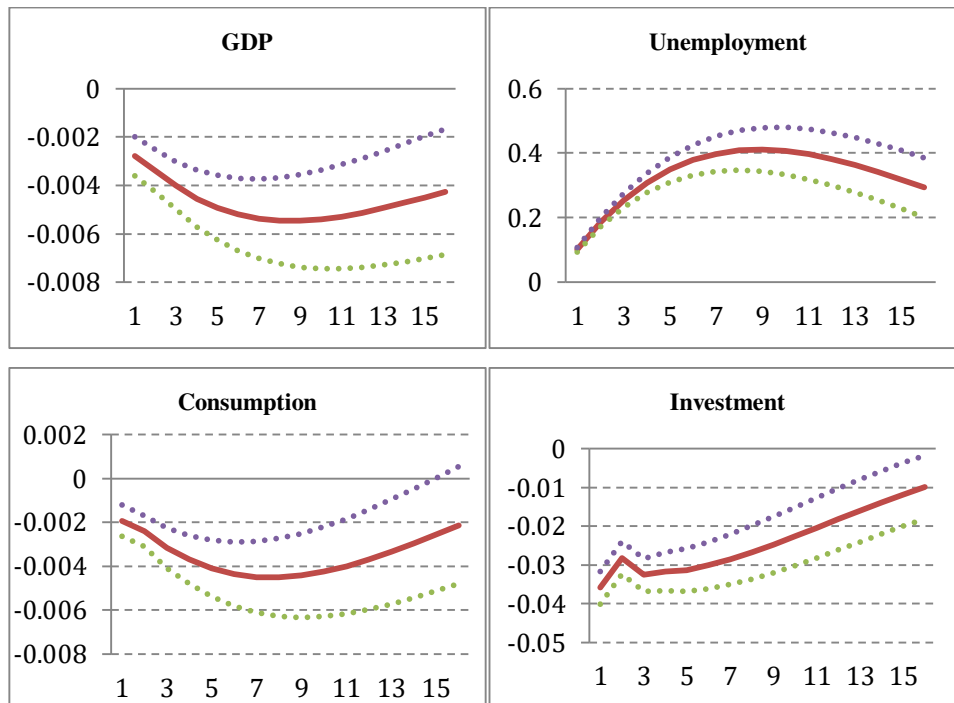 GDP
0
-0.002
-0.004
-0.006
-0.008
1 3 5 7 9 11 13 15
Unemployment
0.6
0.4
0.2
0
1 3 5 7 9 11 13 15
Consumption
0.002
0
-0.002
-0.004
-0.006
-0.008
1 3 5 7 9 11 13 15
Investment
0
-0.01
-0.02
-0.03
-0.04
-0.05
1 3 5 7 9 11 13 15